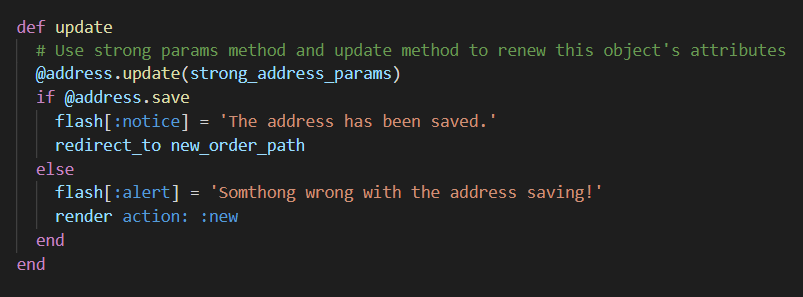 def update
# Use strong params method and update method to renew this object's attributes
@address.update(strong_address_params)
if @address.save
flash[:notice] = 'The address has been saved.'
redirect_to new_order_path
else
flash[:alert] = 'Somthong wrong with the address saving!'
render action: :new
end
end